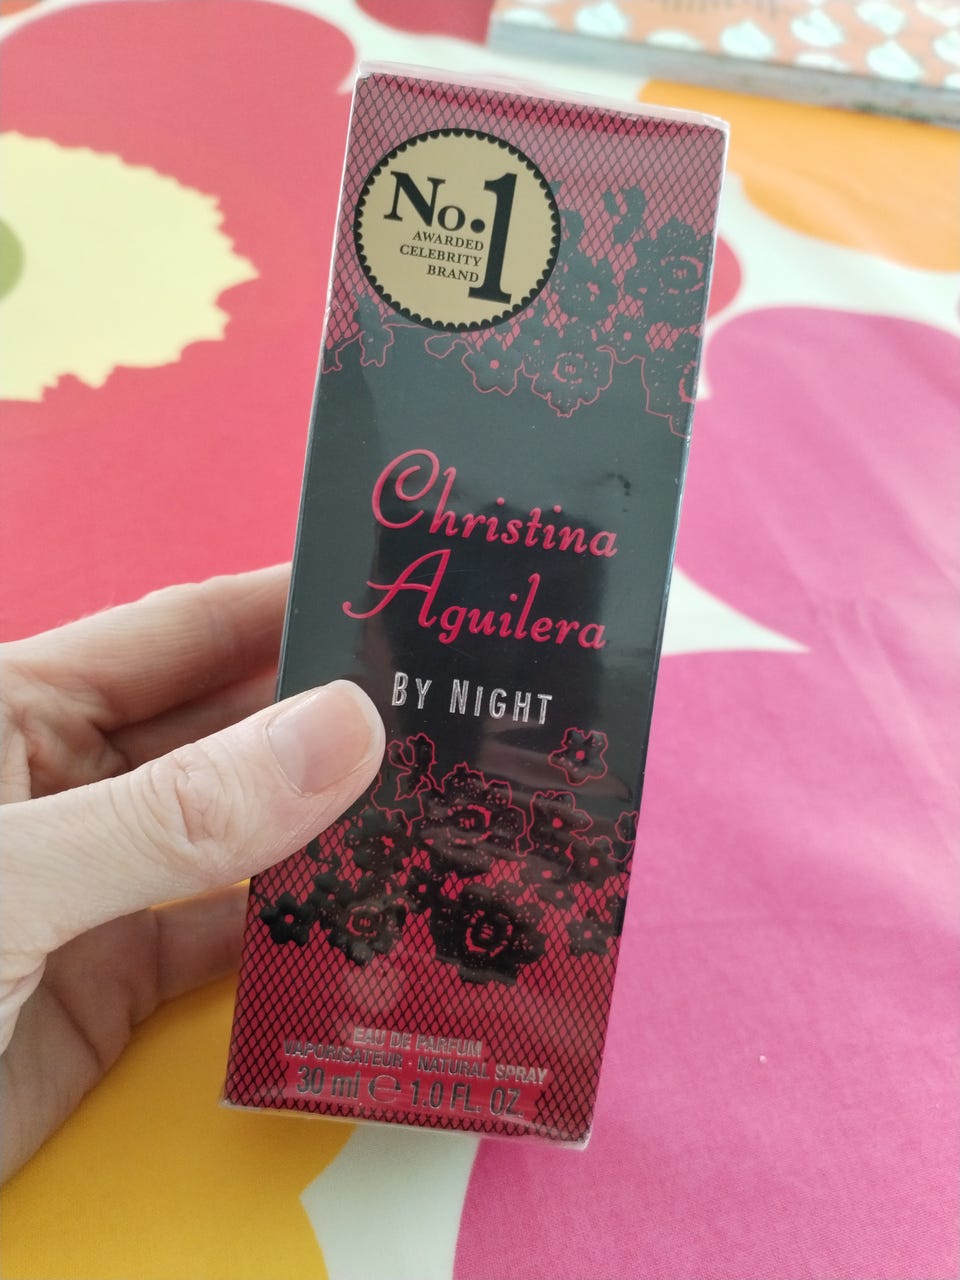 No.1
AWARDED
CELEBRITY
BRAND
Christina
Aguilera
BY NIGHT
EAU DE PARFUM
VAPORISATEUR · NATURAL SPRAY
30 ml ℮ 1.0 FL. OZ.